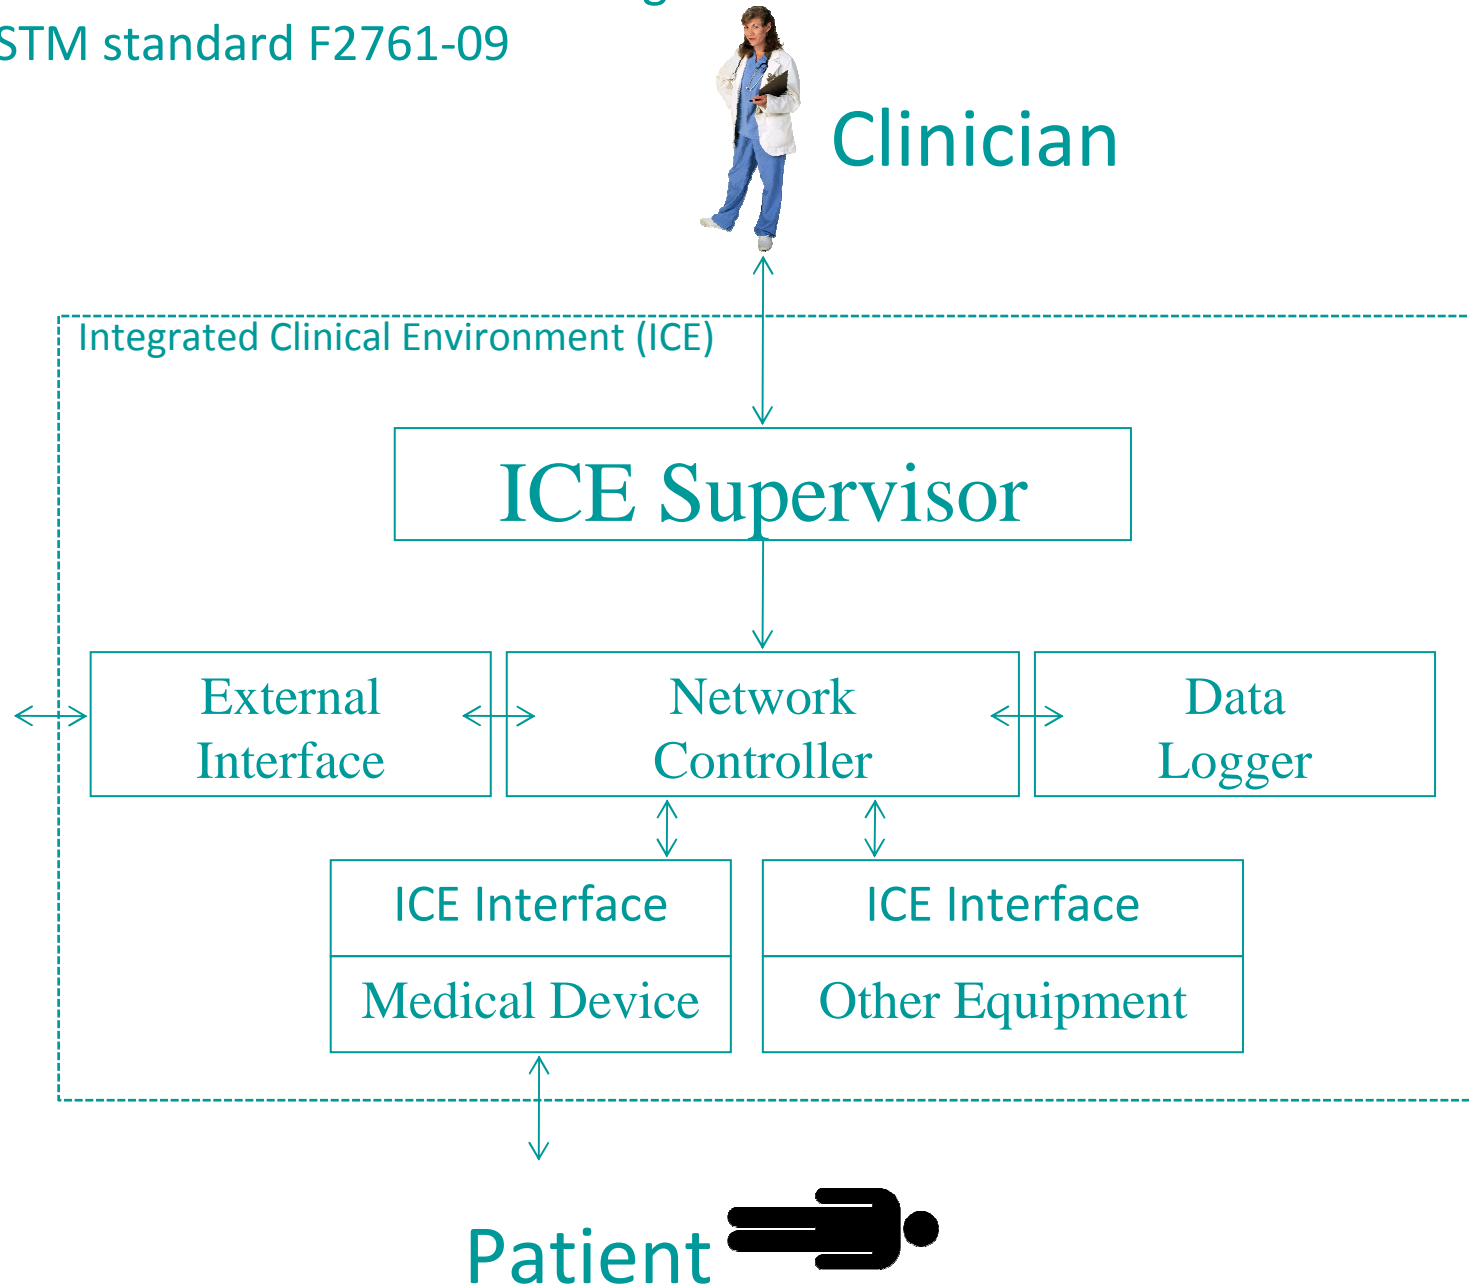 STM standard F2761-09
Clinician
Integrated Clinical Environment (ICE)
ICE Supervisor
External
Interface
Network
Controller
Data
Logger
ICE Interface
Medical Device
ICE Interface
Other Equipment
Patient